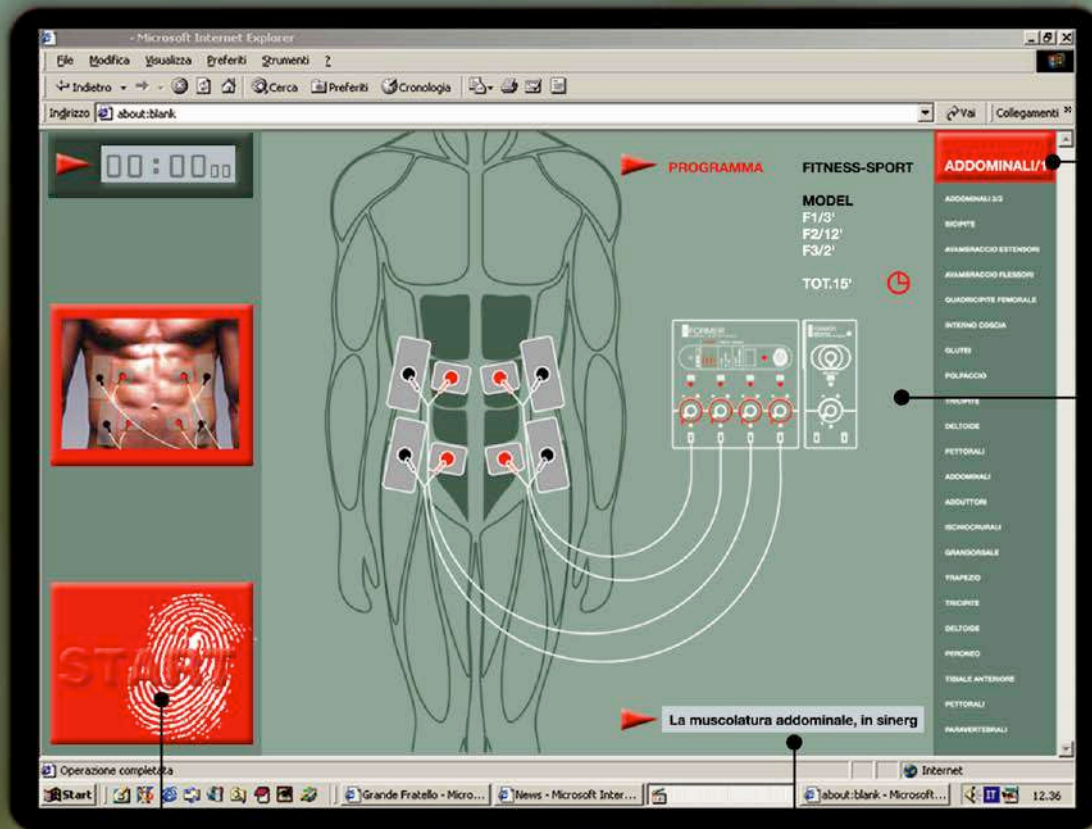 - Microsoft Internet Explorer
File Modifica Visualizza Preferiti Strumenti ?
Indietro Cerca Preferiti Cronologia
Indirizzo about:blank Vai Collegamenti »
00:00 00
PROGRAMMA FITNESS-SPORT
MODEL
F1/3'
F2/12'
F3/2'
TOT.15'
FORMER
START
La muscolatura addominale, in sinerg
ADDOMINALI/1
ADDOMINALI 2/3
BICIPITE
AVAMBRACCIO ESTENSORI
AVAMBRACCIO FLESSORI
QUADRICIPITE FEMORALE
INTERNO COSCIA
GLUTEI
POLPACCIO
TRICIPITE
DELTOIDE
PETTORALI
ADDOMINALI
ADDUTTORI
ISCHIOCRURALI
GRANDORSALE
TRAPEZIO
TRICIPITE
DELTOIDE
PERONEO
TIBIALE ANTERIORE
PETTORALI
PARAVERTEBRALI
Operazione completata Internet
Start Grande Fratello - Micro... News - Microsoft Inter... about:blank - Microsoft... IT 12.36